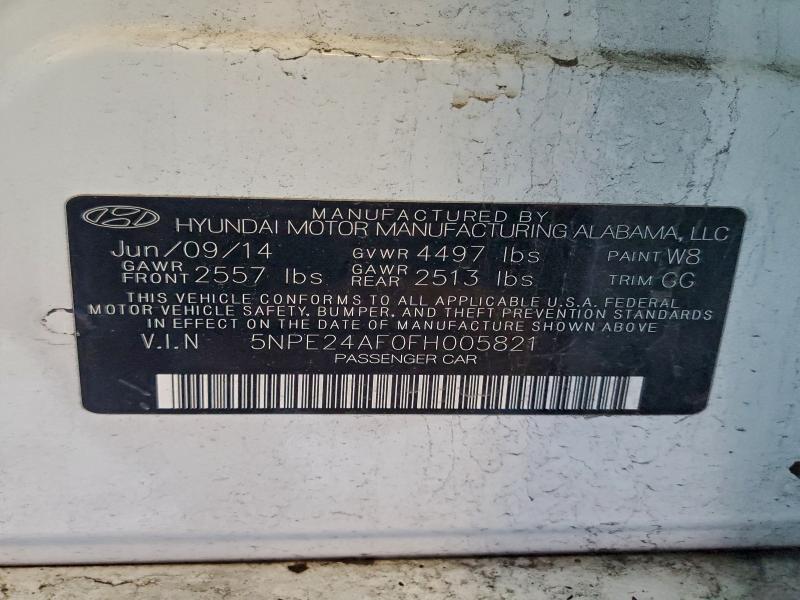 MANUFACTURED BY
HYUNDAI MOTOR MANUFACTURING ALABAMA, LLC
Jun/09/14 GVWR 4497 lbs PAINT W8
GAWR FRONT 2557 lbs GAWR REAR 2513 lbs TRIM GG
THIS VEHICLE CONFORMS TO ALL APPLICABLE U.S.A. FEDERAL
MOTOR VEHICLE SAFETY, BUMPER, AND THEFT PREVENTION STANDARDS
IN EFFECT ON THE DATE OF MANUFACTURE SHOWN ABOVE
V.I.N 5NPE24AF0FH005821
PASSENGER CAR